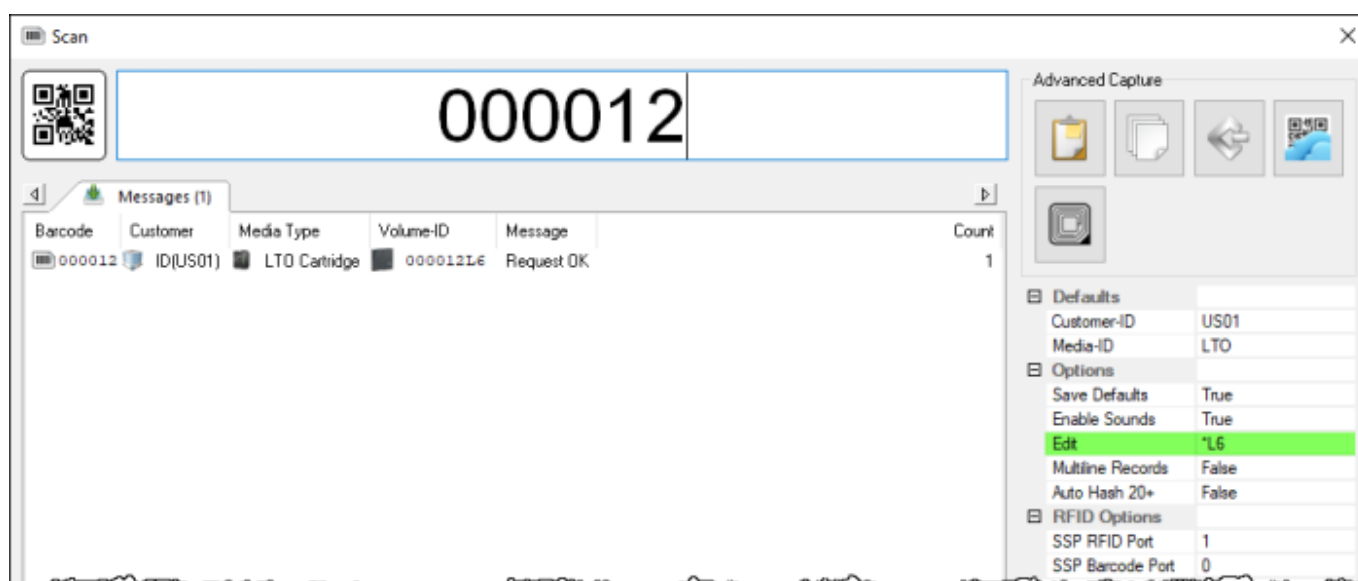 Scan
000012
Advanced Capture
Messages (1)
Barcode Customer Media Type Volume-ID Message Count
000012 ID(US01) LTO Cartridge 000012L6 Request OK 1
Defaults
Customer-ID US01
Media-ID LTO
Options
Save Defaults True
Enable Sounds True
Edit *L6
Multiline Records False
Auto Hash 20+ False
RFID Options
SSP RFID Port 1
SSP Barcode Port 0